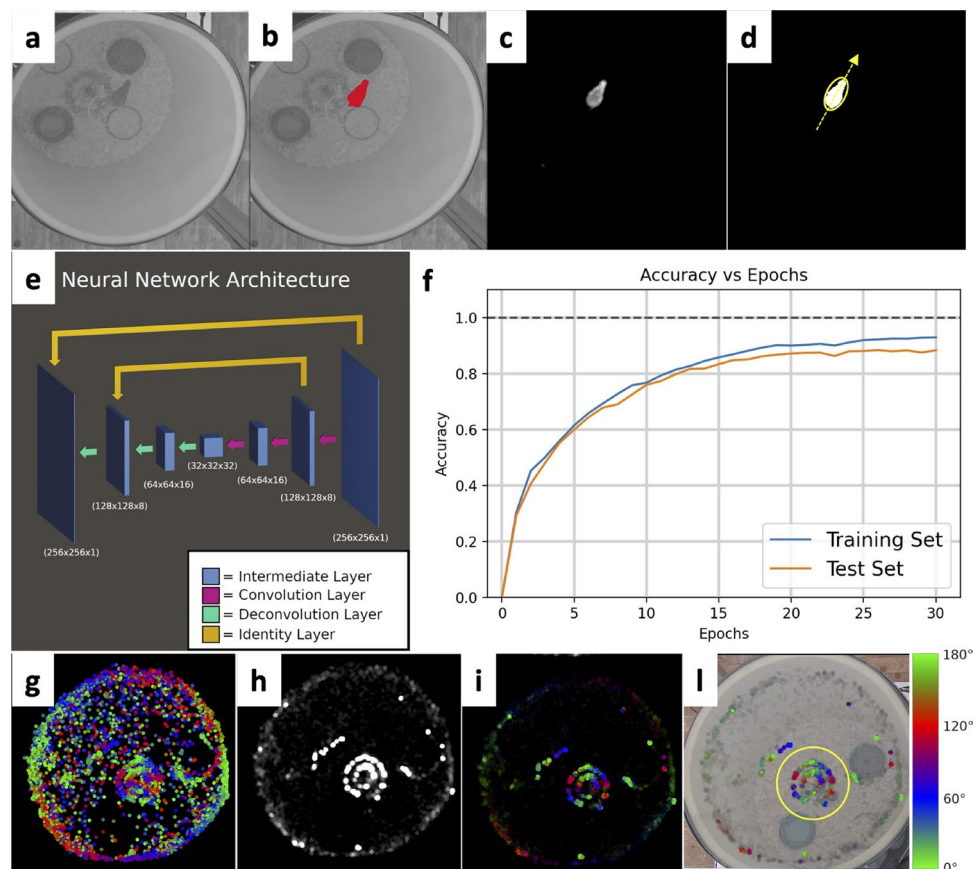 a
b
c
d
e
Neural Network Architecture
(256x256x1)
(128x128x8)
(64x64x16)
(32x32x32)
(64x64x16)
(128x128x8)
(256x256x1)
= Intermediate Layer
= Convolution Layer
= Deconvolution Layer
= Identity Layer
f
Accuracy vs Epochs
Accuracy
1.0
0.8
0.6
0.4
0.2
0.0
0 5 10 15 20 25 30
Epochs
Training Set
Test Set
g
h
i
l
180°
120°
60°
0°